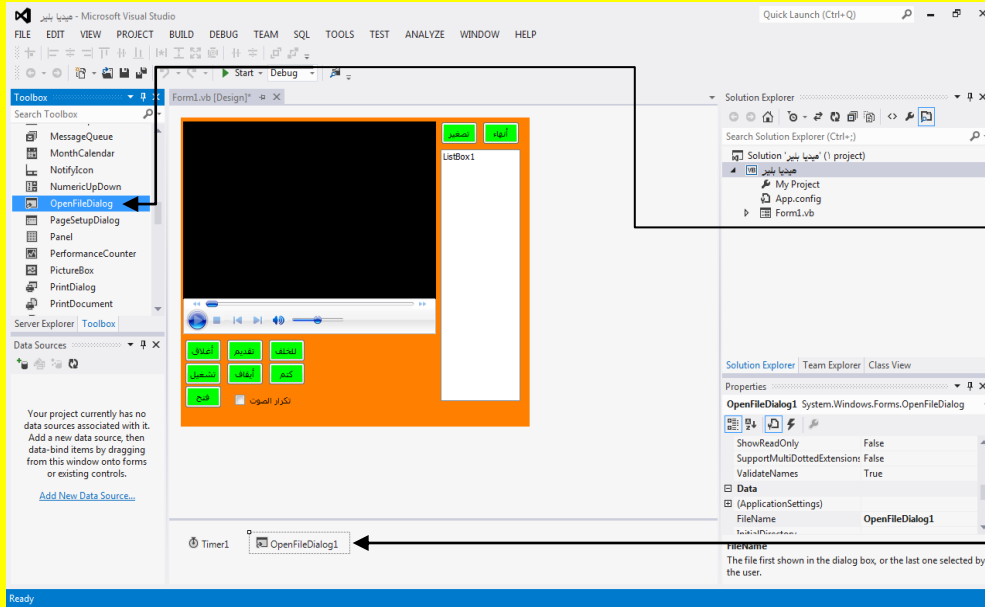 ميديا بلير - Microsoft Visual Studio
Quick Launch (Ctrl+Q)
FILE EDIT VIEW PROJECT BUILD DEBUG TEAM SQL TOOLS TEST ANALYZE WINDOW HELP
Start Debug
Toolbox
Search Toolbox
MessageQueue
MonthCalendar
NotifyIcon
NumericUpDown
OpenFileDialog
PageSetupDialog
Panel
PerformanceCounter
PictureBox
PrintDialog
PrintDocument
Server Explorer Toolbox
Data Sources
Your project currently has no
data sources associated with it.
Add a new data source, then
data-bind items by dragging
from this window onto forms
or existing controls.
Add New Data Source...
Form1.vb [Design]*
تصغير أنهاء
ListBox1
أغلاق تقديم للخلف
تشغيل أيقاف كتم
فتح تكرار الصوت
Timer1 OpenFileDialog1
Solution Explorer
Search Solution Explorer (Ctrl+;)
Solution 'ميديا بلير' (1 project)
ميديا بلير
My Project
App.config
Form1.vb
Solution Explorer Team Explorer Class View
Properties
OpenFileDialog1 System.Windows.Forms.OpenFileDialog
ShowReadOnly False
SupportMultiDottedExtensions False
ValidateNames True
Data
(ApplicationSettings)
FileName OpenFileDialog1
InitialDirectory
FileName
The file first shown in the dialog box, or the last one selected by
the user.
Ready